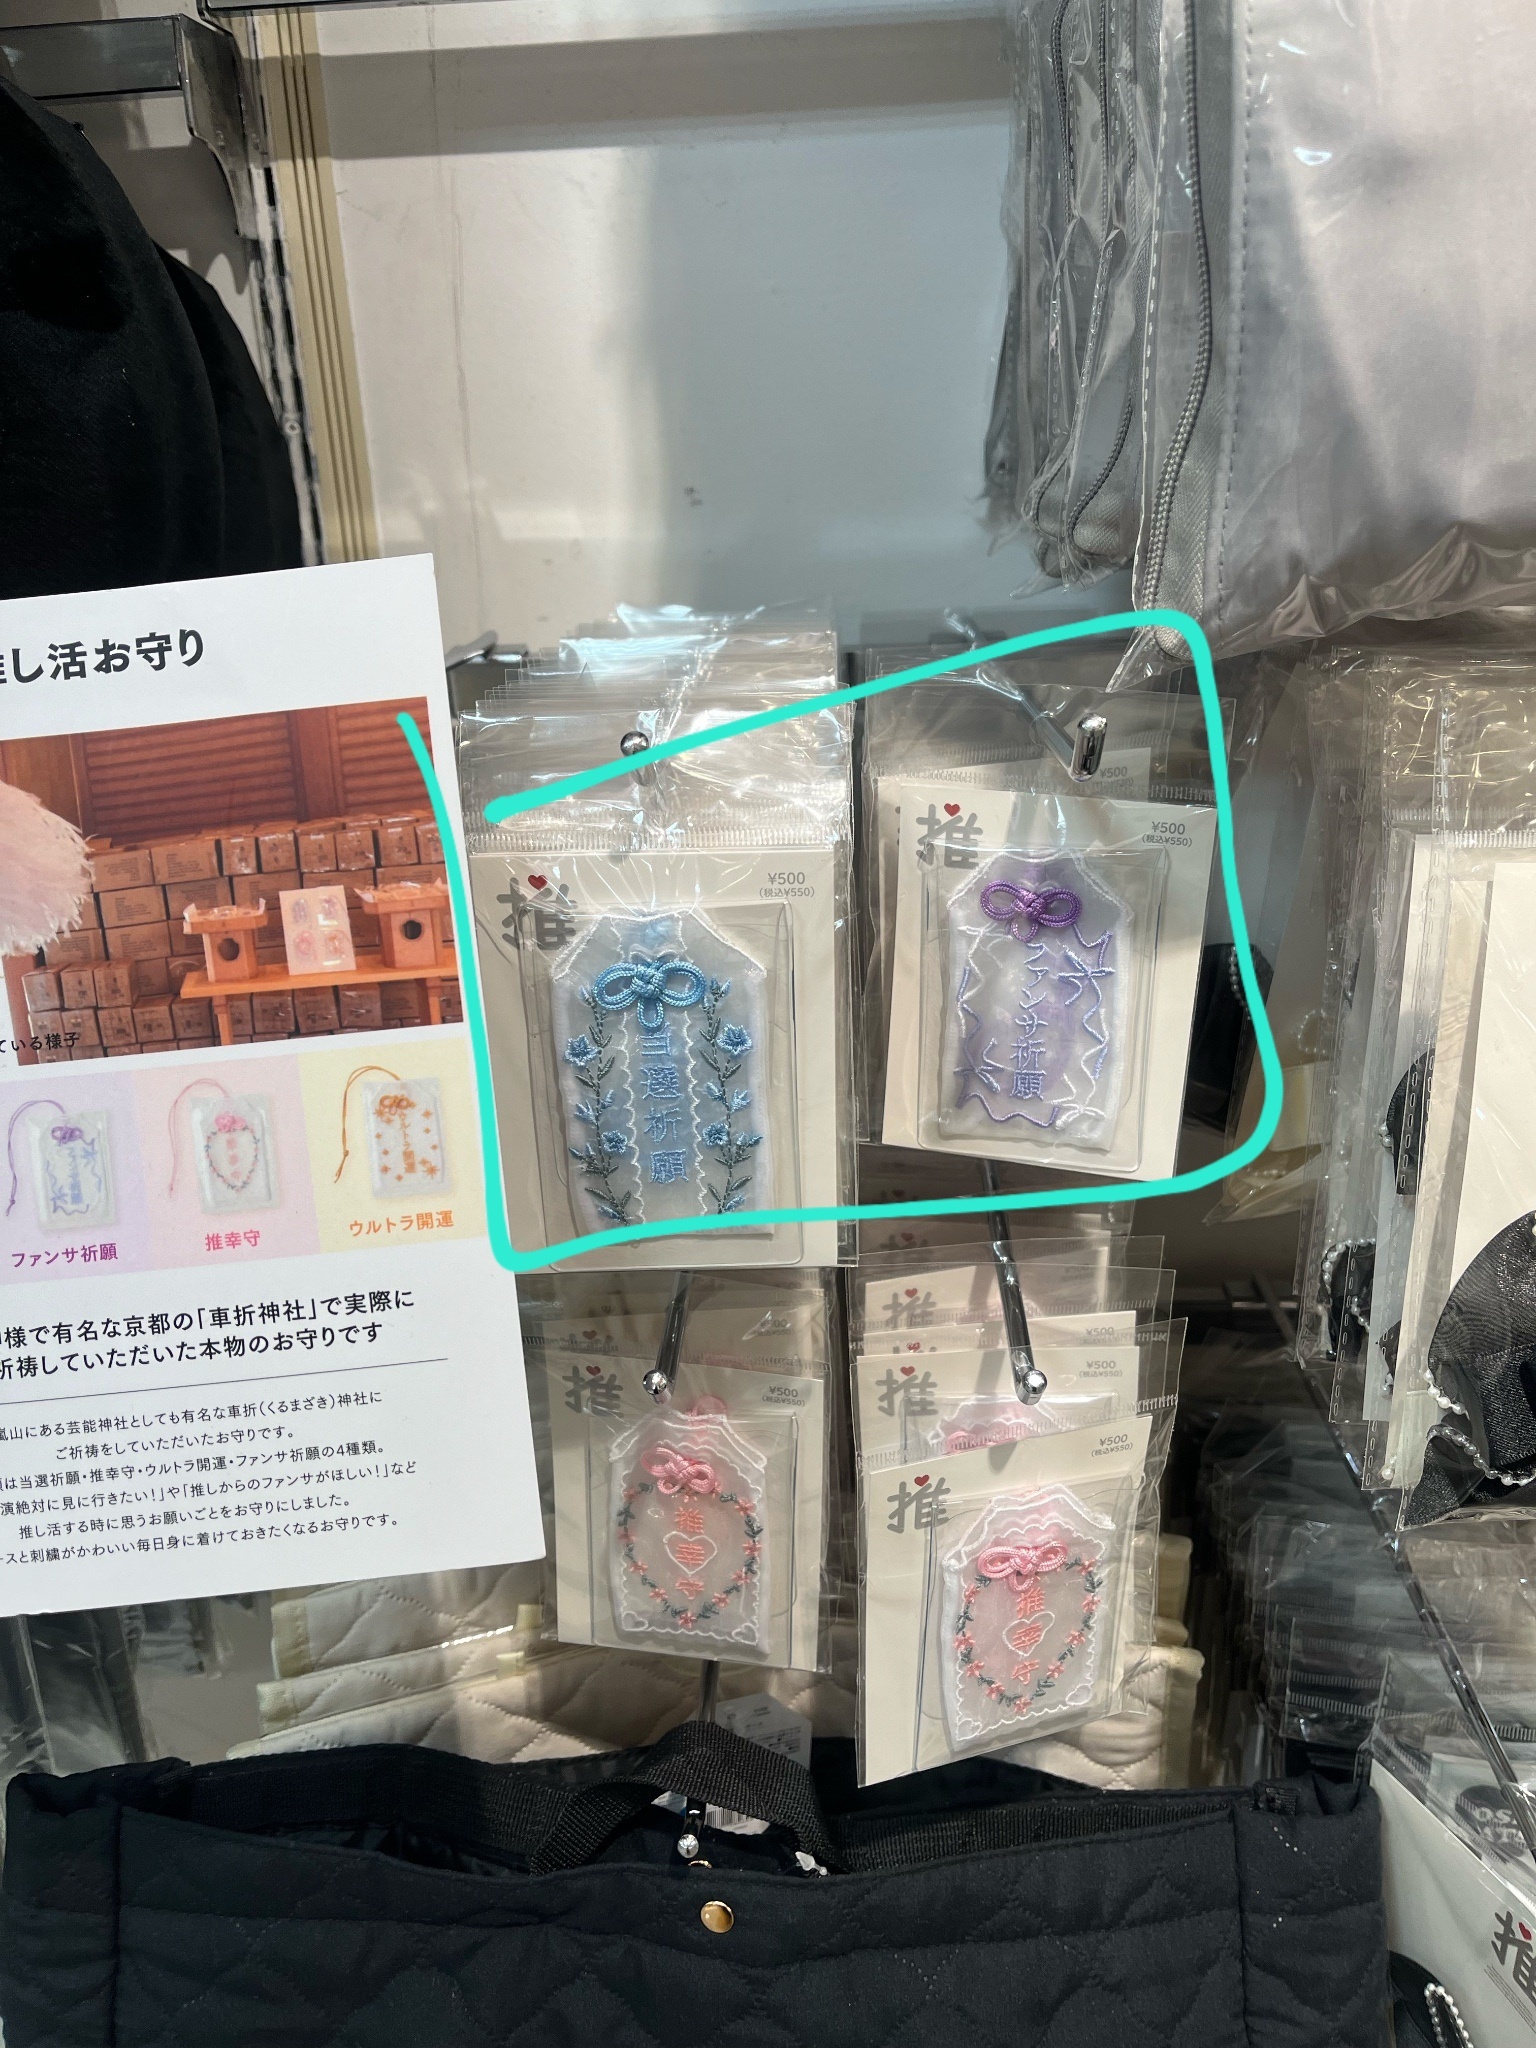 し活お守り
ている様子
ファンサ祈願
推幸守
ウルトラ開運
様で有名な京都の「車折神社」で実際に
祈祷していただいた本物のお守りです
嵐山にある芸能神社としても有名な車折(くるまざき)神社に
ご祈祷をしていただいたお守りです。
は当選祈願・推幸守・ウルトラ開運・ファンサ祈願の4種類。
演絶対に見に行きたい!」や「推しからのファンサがほしい!」など
推し活する時に思うお願いごとをお守りにしました。
ースと刺繍がかわいい毎日身に着けておきたくなるお守りです。
推
¥500
(税込¥550)
当選祈願
¥500
推
¥500
(税込¥550)
ファンサ祈願
推
¥500
(税込¥550)
推幸守
¥500
推
¥500
(税込¥550)
推
¥500
(税込¥550)
推幸守
推